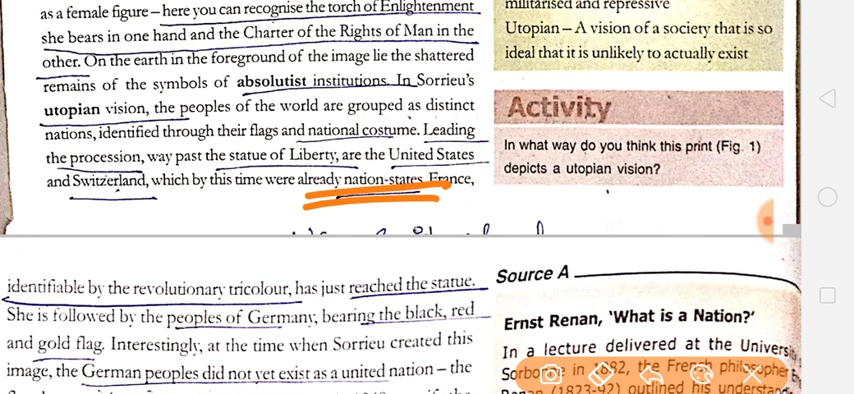 as a female figure – here you can recognise the torch of Enlightenment
she bears in one hand and the Charter of the Rights of Man in the
other. On the earth in the foreground of the image lie the shattered
remains of the symbols of absolutist institutions. In Sorrieu's
utopian vision, the peoples of the world are grouped as distinct
nations, identified through their flags and national costume. Leading
the procession, way past the statue of Liberty, are the United States
and Switzerland, which by this time were already nation-states. France,
militarised and repressive
Utopian – A vision of a society that is so
ideal that it is unlikely to actually exist
Activity
In what way do you think this print (Fig. 1)
depicts a utopian vision?
identifiable by the revolutionary tricolour, has just reached the statue.
She is followed by the peoples of Germany, bearing the black, red
and gold flag. Interestingly, at the time when Sorrieu created this
image, the German peoples did not yet exist as a united nation – the
Source A
Ernst Renan, 'What is a Nation?'
In a lecture delivered at the
in 1882, the French
(1823-92) outlined his